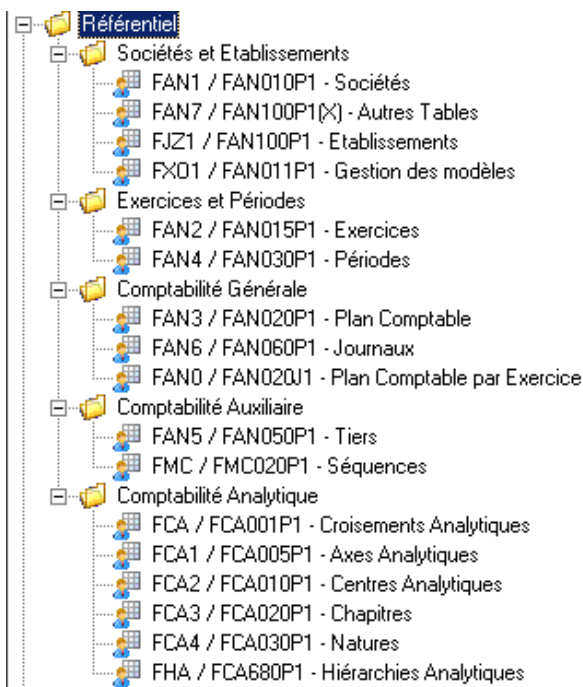 Référentiel
Sociétés et Etablissements
FAN1 / FAN010P1 - Sociétés
FAN7 / FAN100P1(X) - Autres Tables
FJZ1 / FAN100P - Etablissements
FXO1 / FAN011P1 - Gestion des modèles
Exercices et Périodes
FAN2 / FAN015P1 - Exercices
FAN4 / FAN030P1 - Périodes
Comptabilité Générale
FAN3 / FAN020P1 - Plan Comptable
FAN6 / FAN060P1 - Journaux
FAN0 / FAN020J1 - Plan Comptable par Exercice
Comptabilité Auxiliaire
FAN5 / FAN050P1 - Tiers
FMC / FMC020P1 - Séquences
Comptabilité Analytique
FCA / FCA001P1 - Croisements Analytiques
FCA1 / FCA005P1 - Axes Analytiques
FCA2 / FCA010P1 - Centres Analytiques
FCA3 / FCA020P1 - Chapitres
FCA4 / FCA030P1 - Natures
FHA / FCA680P1 - Hiérarchies Analytiques